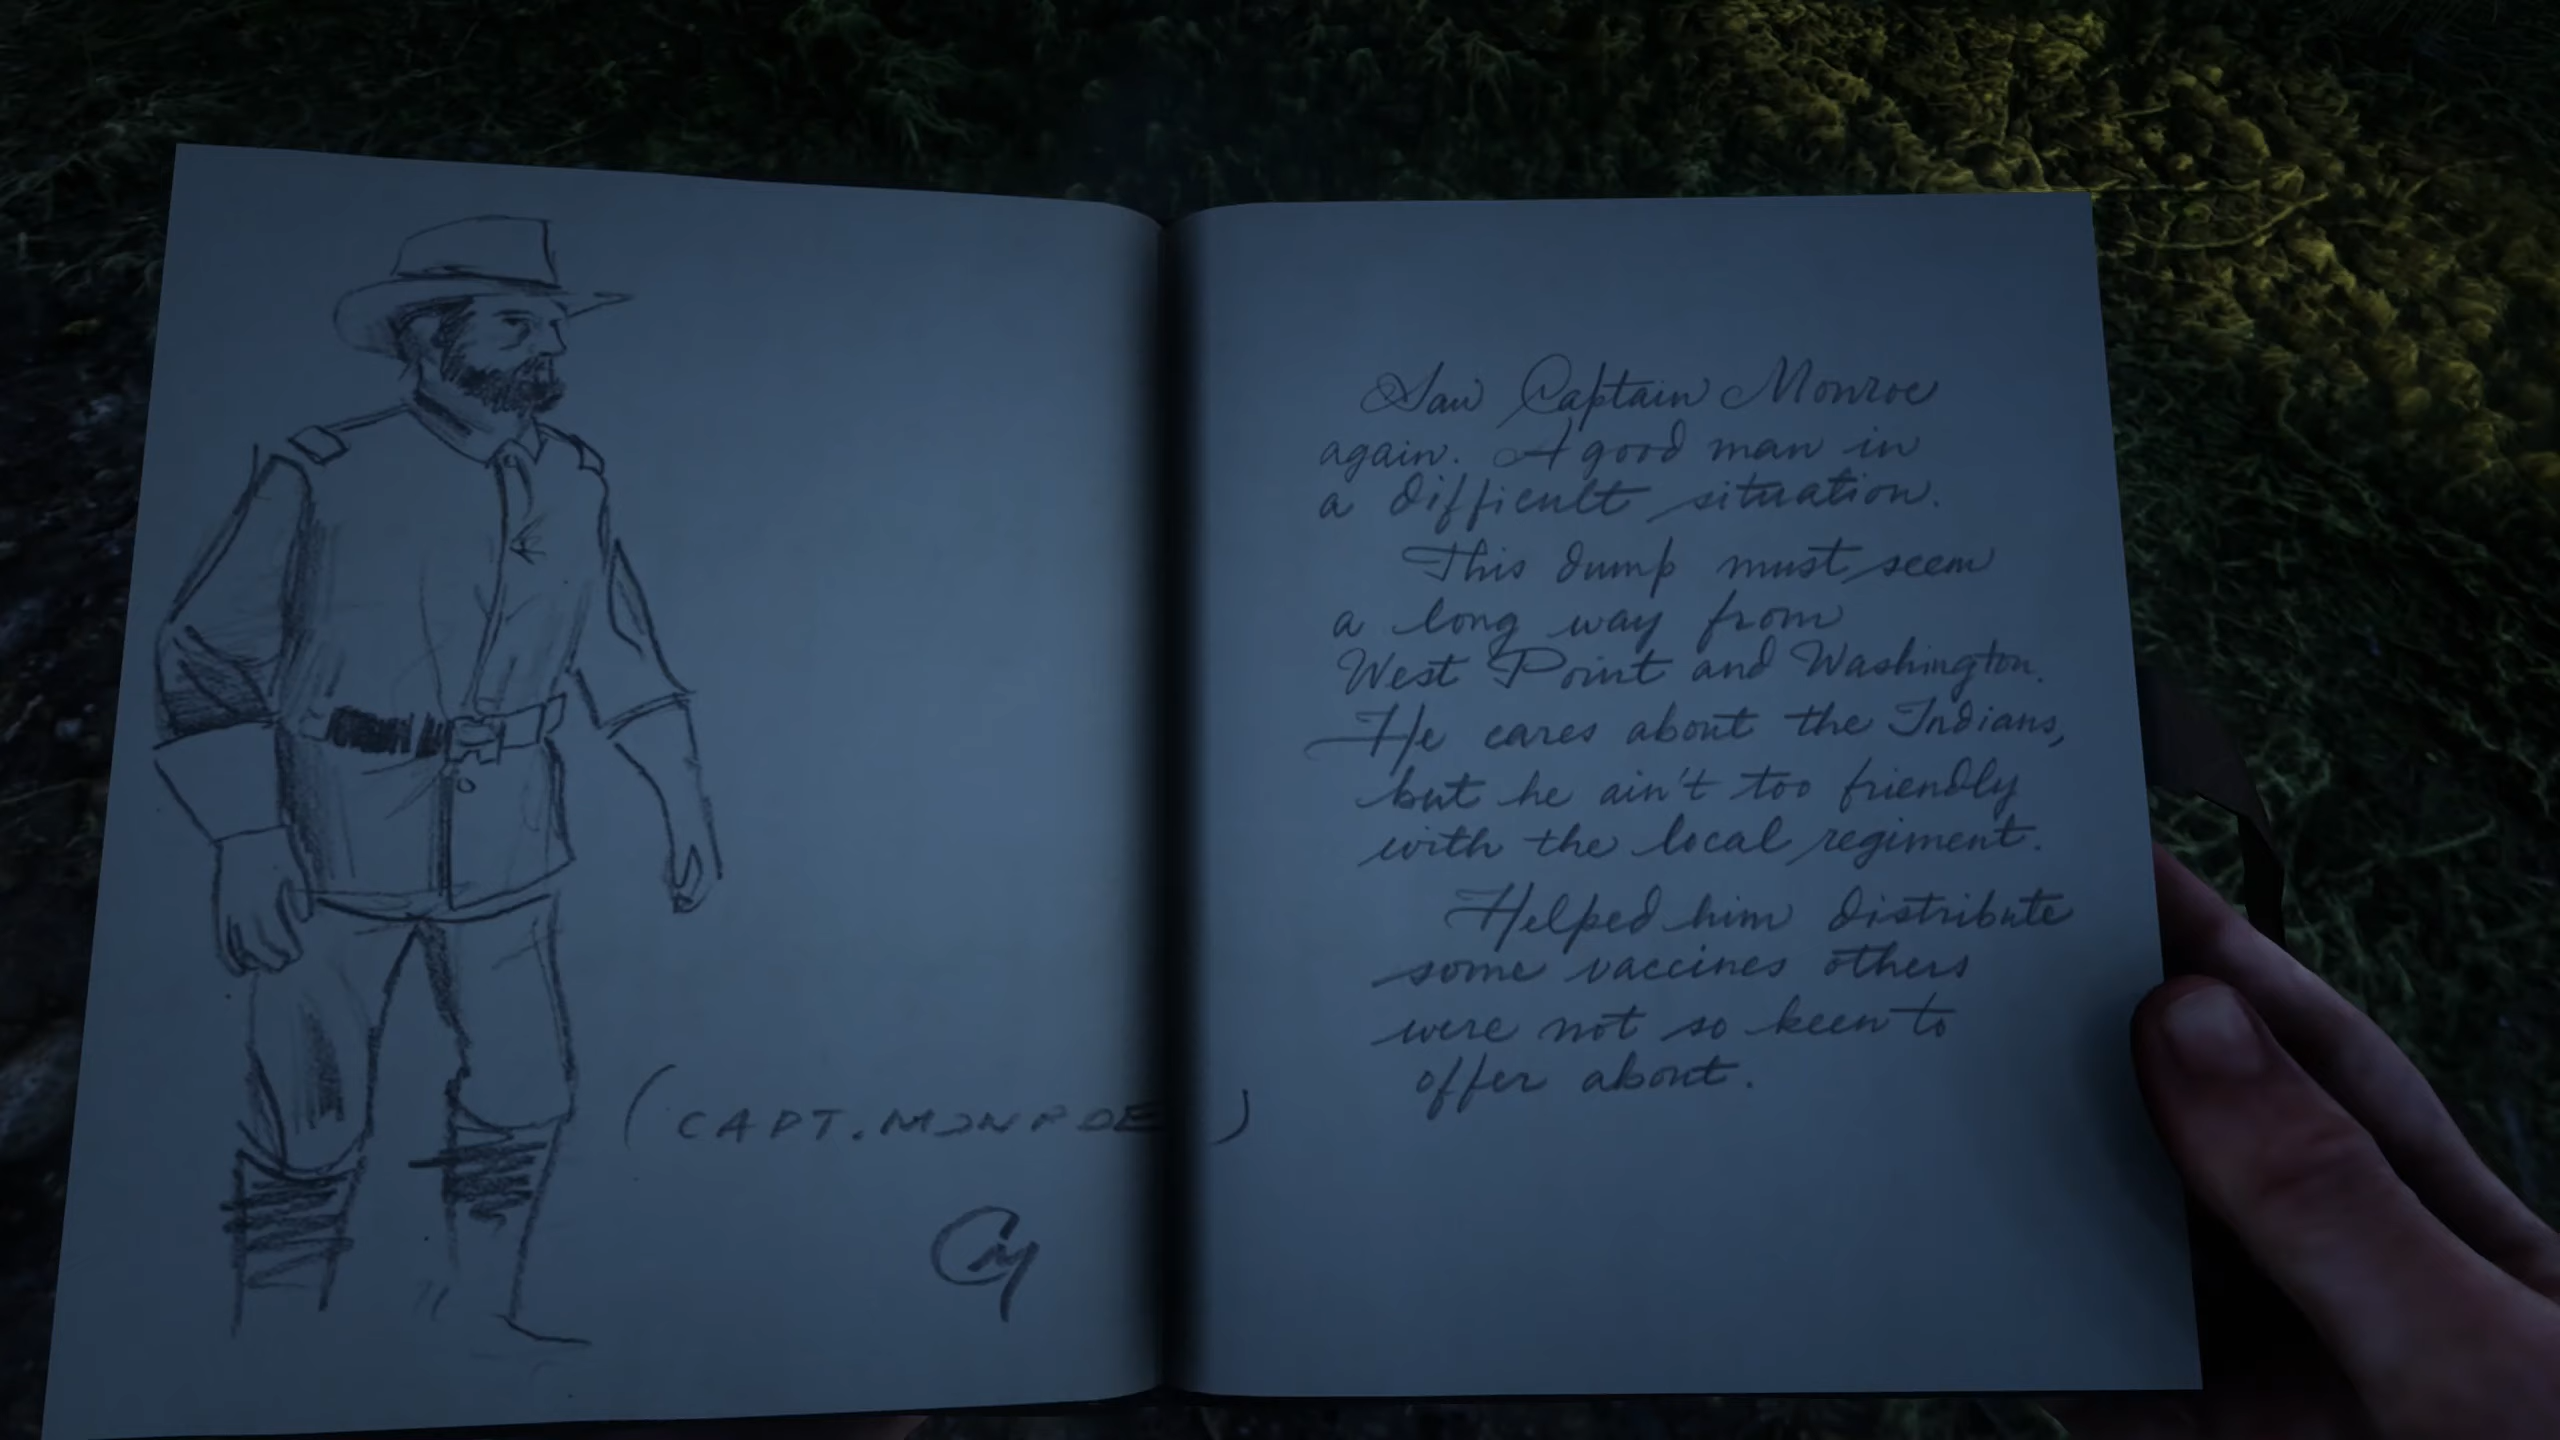 (CAPT. MONROE)
Saw Captain Monroe
again. A good man in
a difficult situation.
This dump must seem
a long way from
West Point and Washington.
He cares about the Indians,
but he ain't too friendly
with the local regiment.
Helped him distribute
some vaccines others
were not so keen to
offer about.